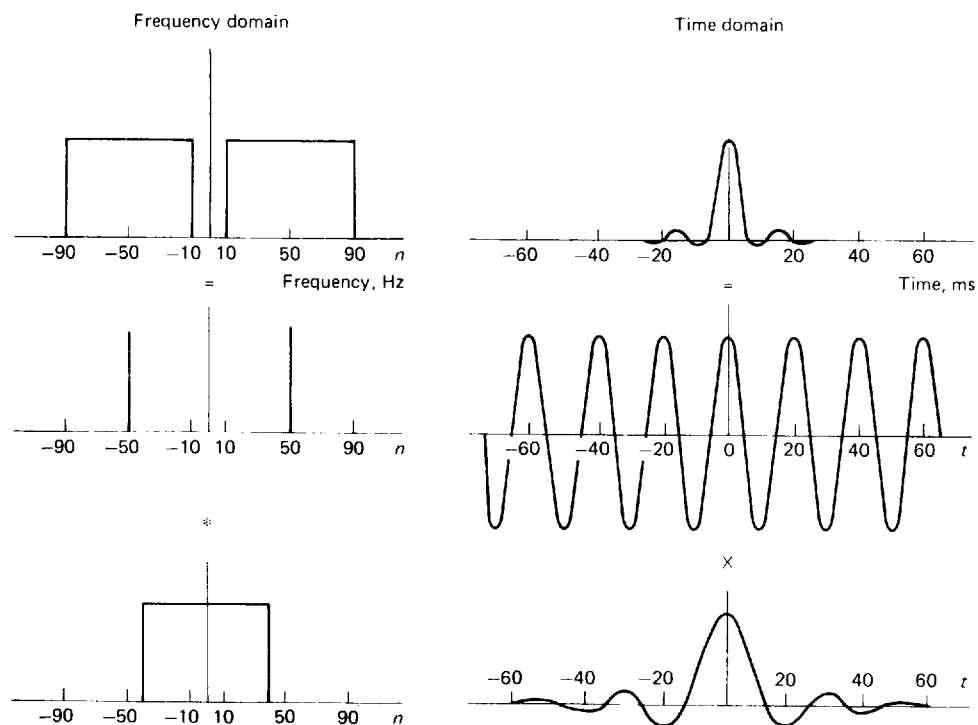 Frequency domain
Time domain
-90 -50 -10 10 50 90 n
-60 -40 -20 20 40 60
= Frequency, Hz
= Time, ms
-90 -50 -10 10 50 90 n
-60 -40 -20 0 20 40 60 t
*
×
-60 -40 -20 20 40 60 t
-90 -50 -10 10 50 90 n